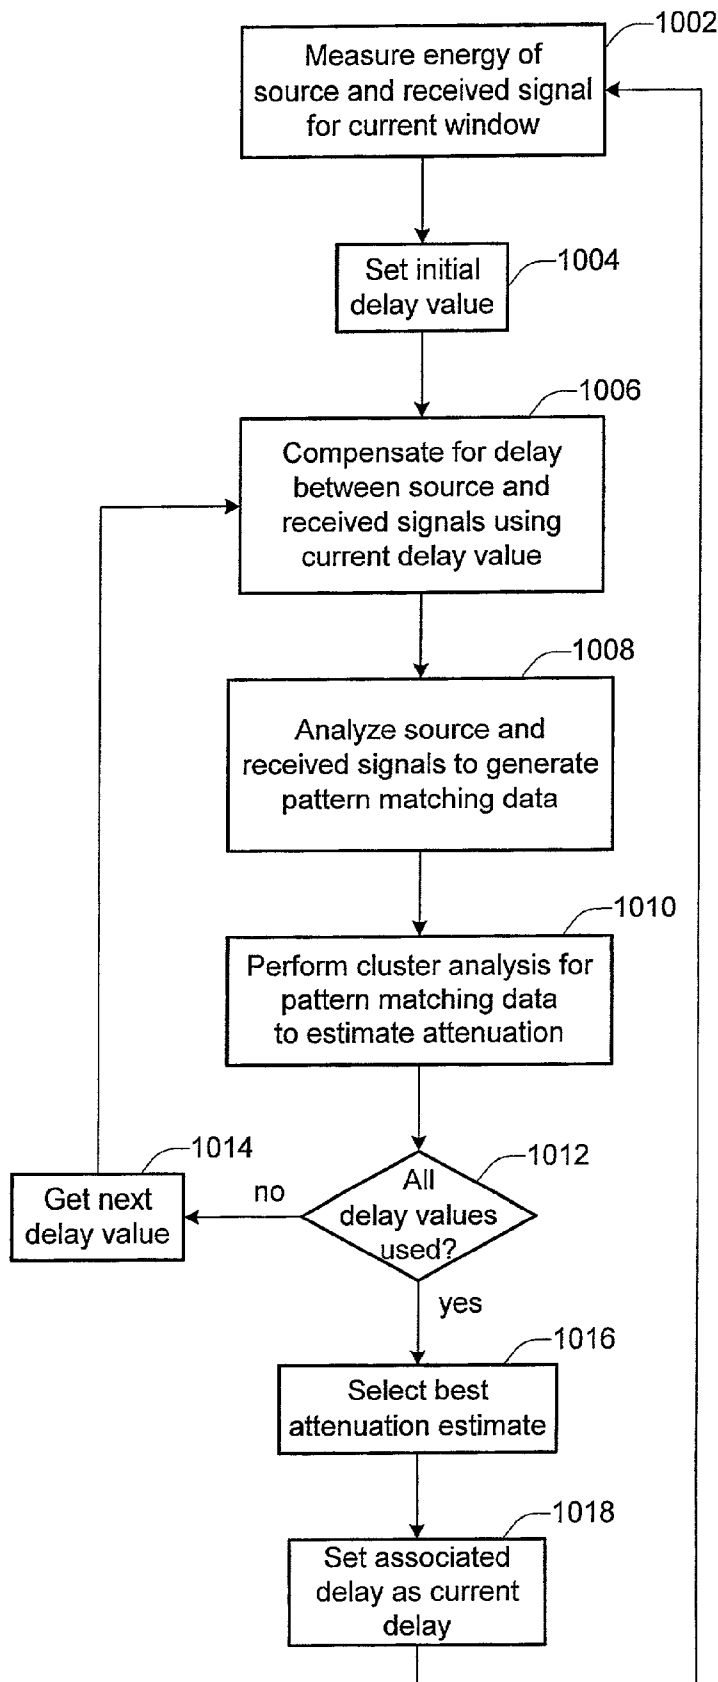 1002
Measure energy of
source and received signal
for current window
1004
Set initial
delay value
1006
Compensate for delay
between source and
received signals using
current delay value
1008
Analyze source and
received signals to generate
pattern matching data
1010
Perform cluster analysis for
pattern matching data
to estimate attenuation
1012
All
delay values
used?
no
1014
Get next
delay value
yes
1016
Select best
attenuation estimate
1018
Set associated
delay as current
delay